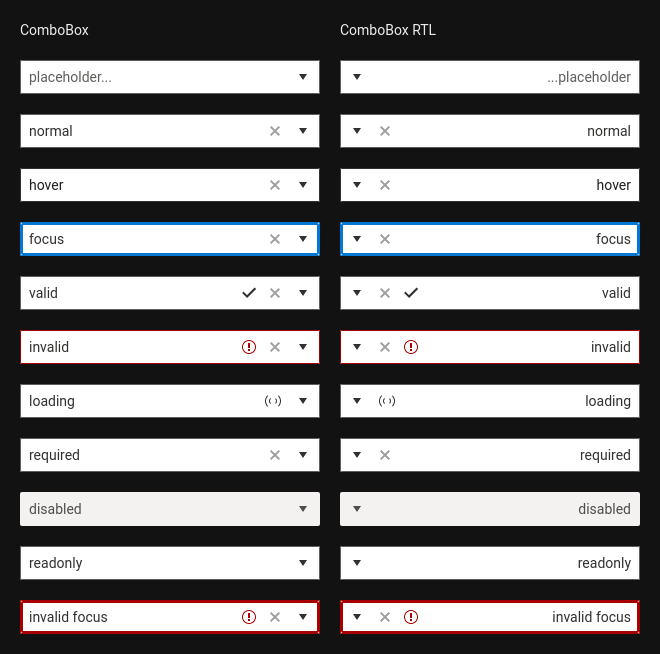 ComboBox
placeholder...
normal
hover
focus
valid
invalid
loading
required
disabled
readonly
invalid focus
ComboBox RTL
...placeholder
normal
hover
focus
valid
invalid
loading
required
disabled
readonly
invalid focus